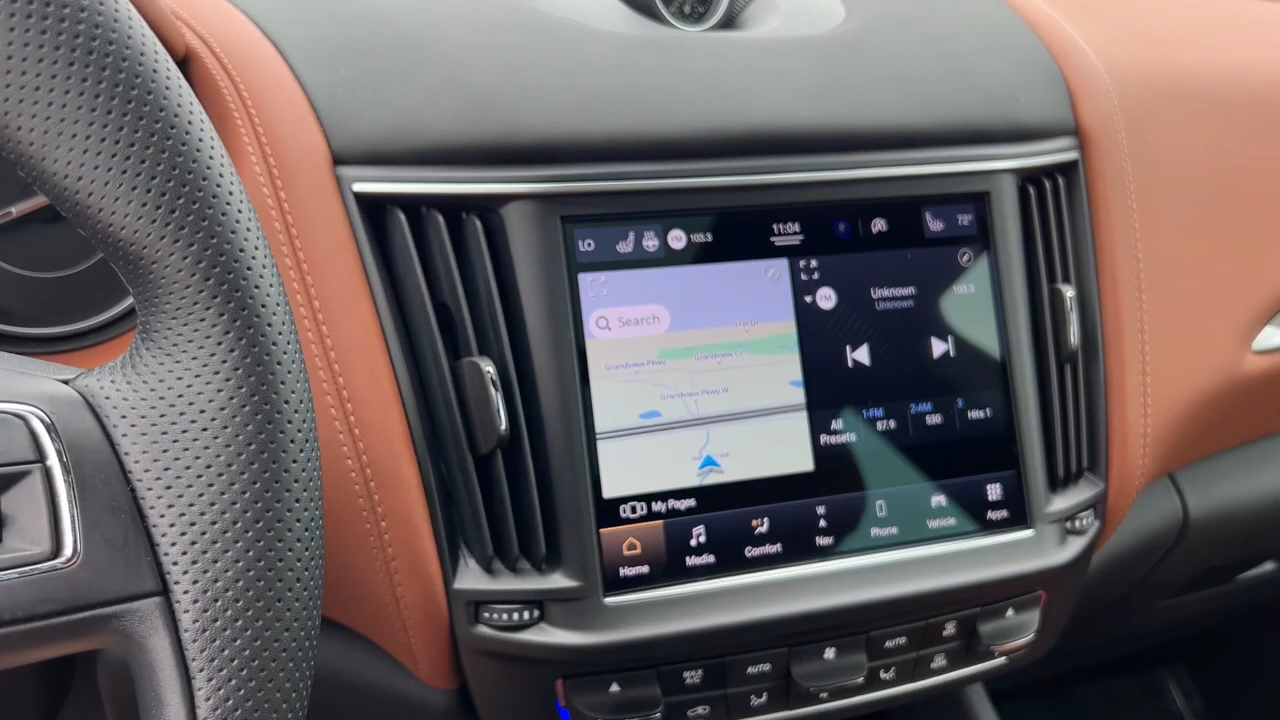 LO
FM
103.3
11:04
72°
Search
FM
Unknown
Unknown
103.3
Grandview Pkwy
Grandview Ct
Grandview Pkwy W
All
Presets
1-FM
87.9
2-AM
530
3
Hits 1
My Pages
Home
Media
Comfort
W
A
Nav
Phone
Vehicle
Apps
MAX
A/C
AUTO
AUTO